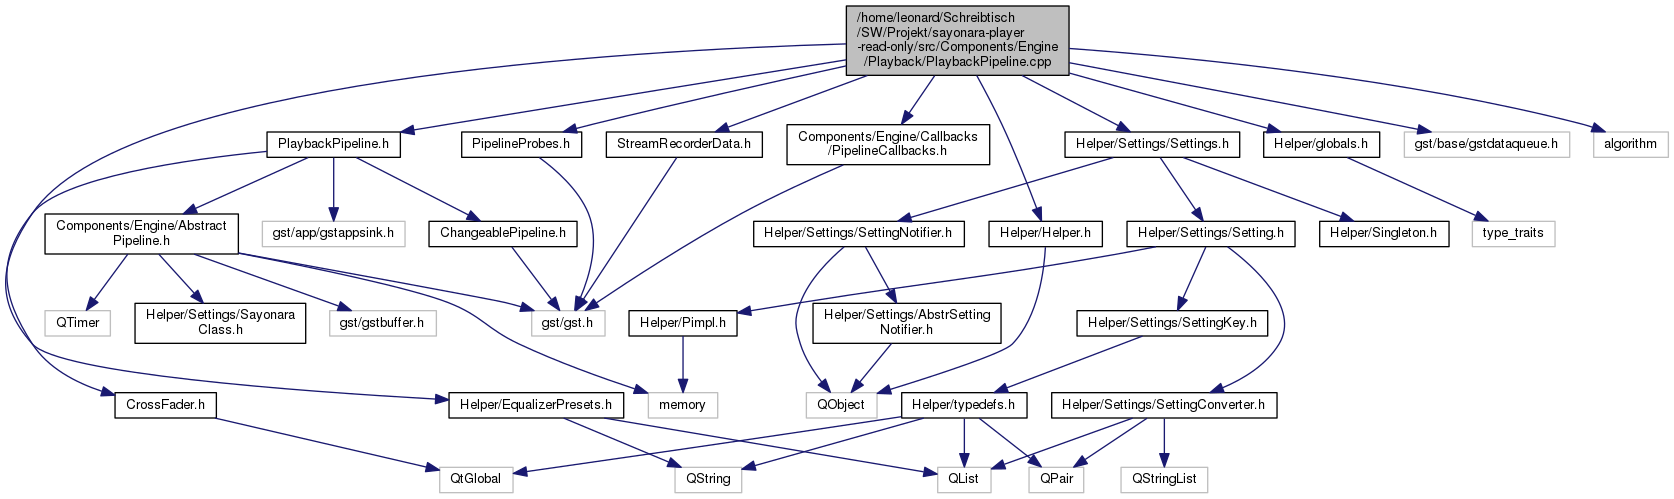 /home/leonard/Schreibtisch
/SW/Projekt/sayonara-player
-read-only/src/Components/Engine
/Playback/PlaybackPipeline.cpp
PlaybackPipeline.h
PipelineProbes.h
StreamRecorderData.h
Components/Engine/Callbacks
/PipelineCallbacks.h
Helper/Settings/Settings.h
Helper/globals.h
gst/base/gstdataqueue.h
algorithm
Components/Engine/Abstract
Pipeline.h
gst/app/gstappsink.h
ChangeablePipeline.h
Helper/Settings/SettingNotifier.h
Helper/Helper.h
Helper/Settings/Setting.h
Helper/Singleton.h
type_traits
QTimer
Helper/Settings/Sayonara
Class.h
gst/gstbuffer.h
gst/gst.h
Helper/Pimpl.h
Helper/Settings/AbstrSetting
Notifier.h
Helper/Settings/SettingKey.h
CrossFader.h
Helper/EqualizerPresets.h
memory
QObject
Helper/typedefs.h
Helper/Settings/SettingConverter.h
QtGlobal
QString
QList
QPair
QStringList